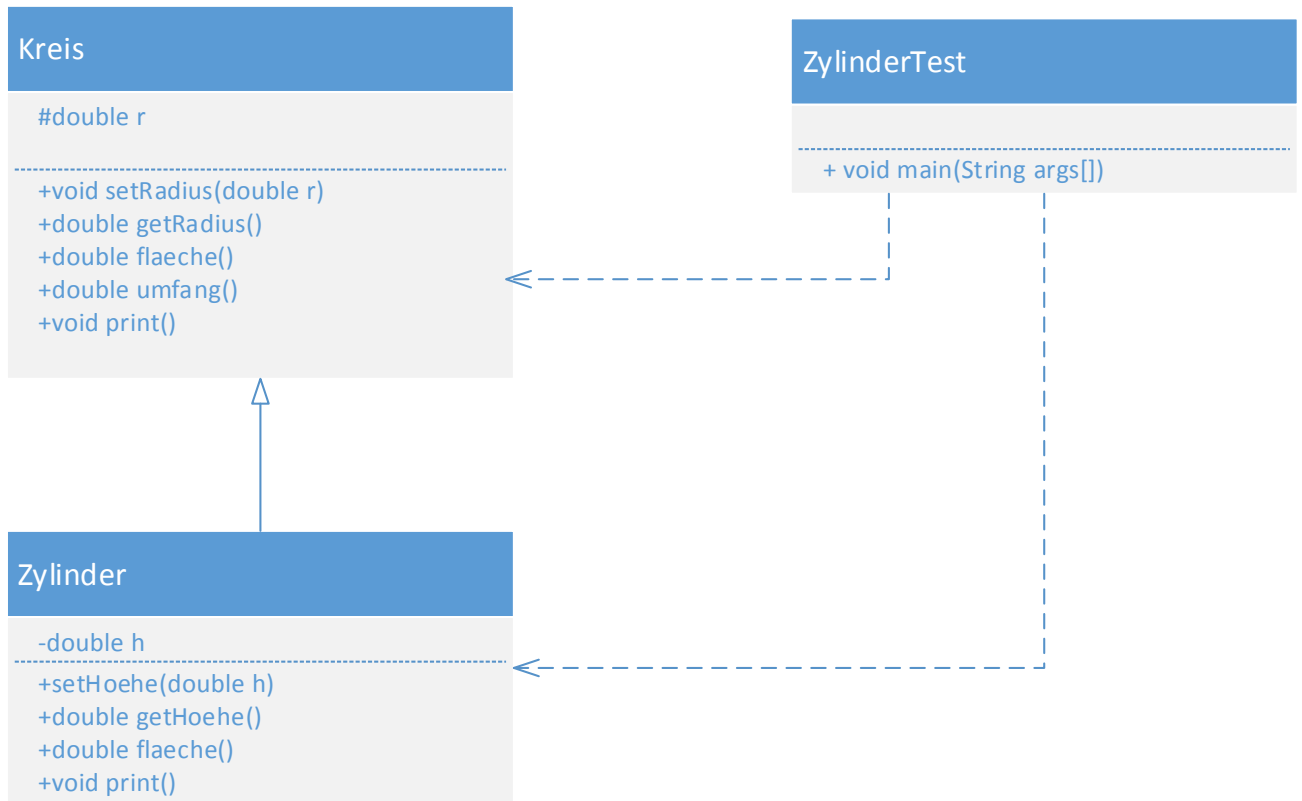 Kreis
#double r
+void setRadius(double r)
+double getRadius()
+double flaeche()
+double umfang()
+void print()
ZylinderTest
+ void main(String args[])
Zylinder
-double h
+setHoehe(double h)
+double getHoehe()
+double flaeche()
+void print()